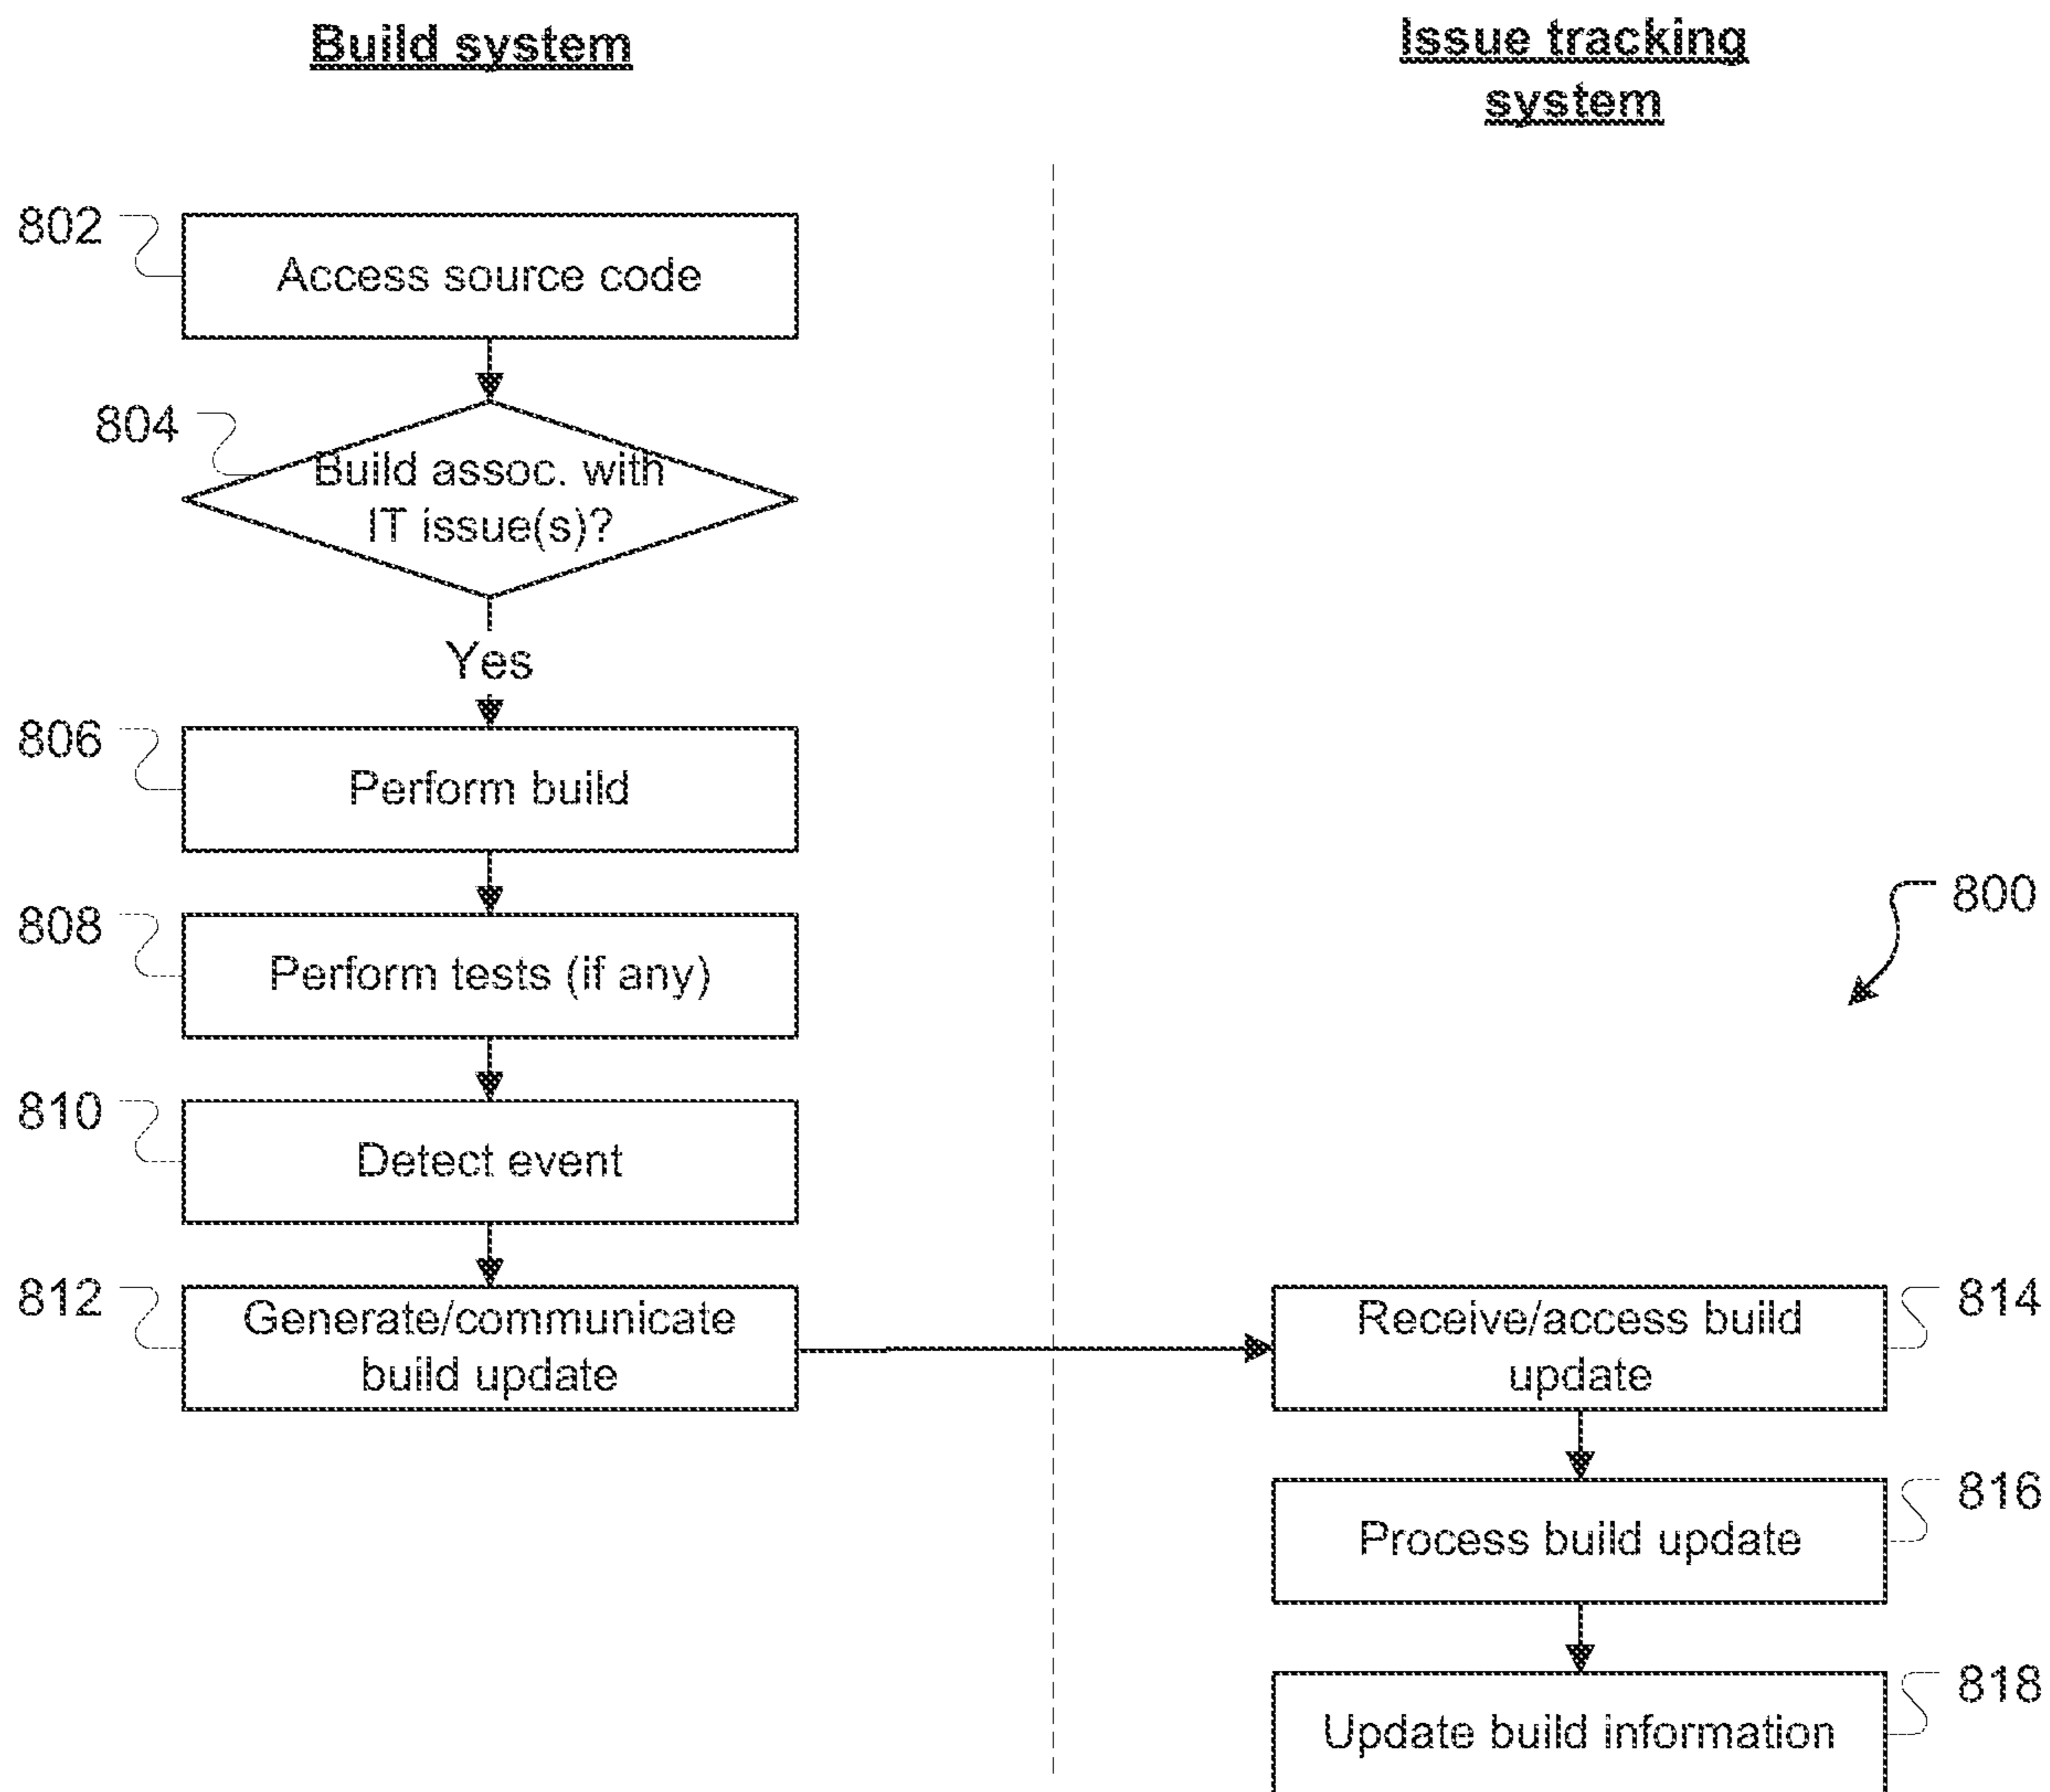 Build system
Issue tracking
system
802
Access source code
804
Build assoc. with
IT issue(s)?
Yes
806
Perform build
800
808
Perform tests (if any)
810
Detect event
812
Generate/communicate
build update
814
Receive/access build
update
816
Process build update
818
Update build information